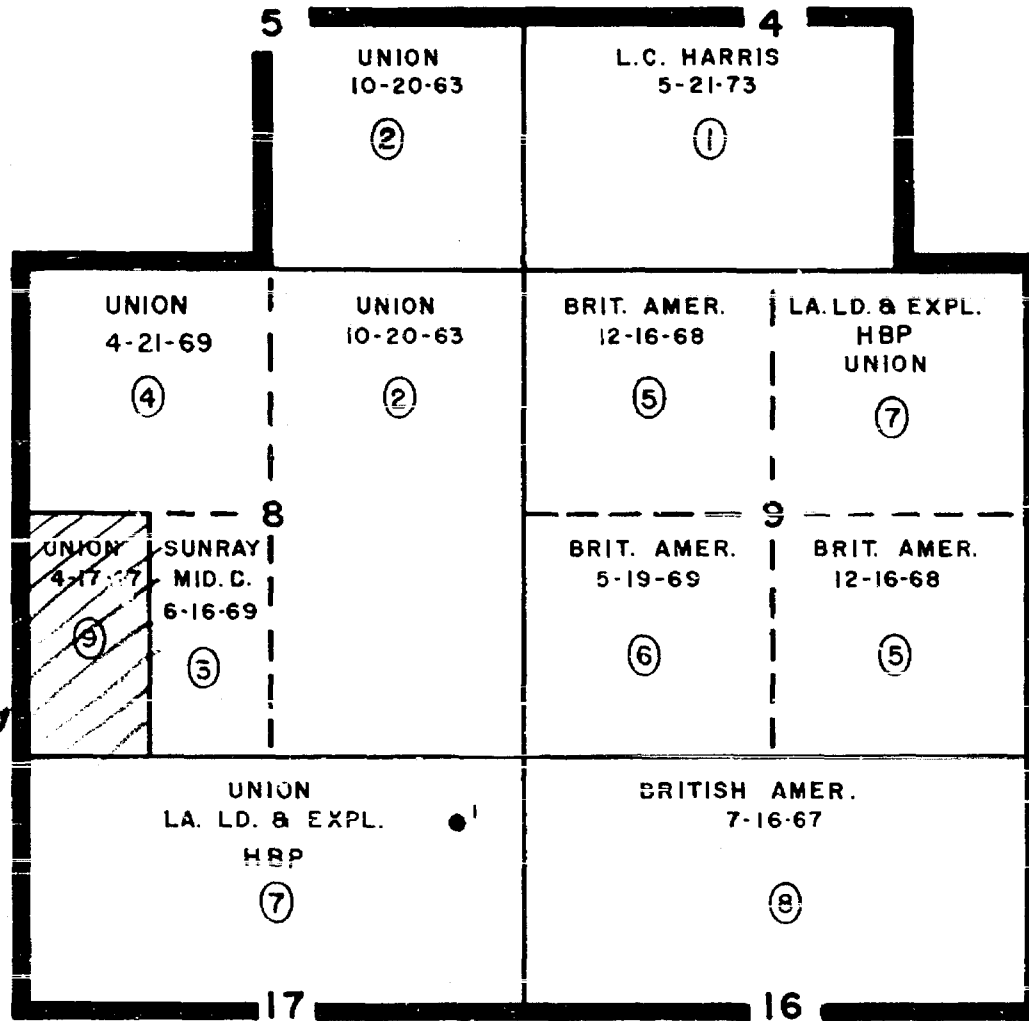 5
4
UNION
10-20-63
②
L.C. HARRIS
5-21-73
①
UNION
4-21-69
④
UNION
10-20-63
②
BRIT. AMER.
12-16-68
⑤
LA. LD. & EXPL.
HBP
UNION
⑦
8
9
UNION
4-17-67
⑨
SUNRAY
MID. C.
6-16-69
③
BRIT. AMER.
5-19-69
⑥
BRIT. AMER.
12-16-68
⑤
UNION
LA. LD. & EXPL.
HBP
⑦
1
BRITISH AMER.
7-16-67
⑧
17
16